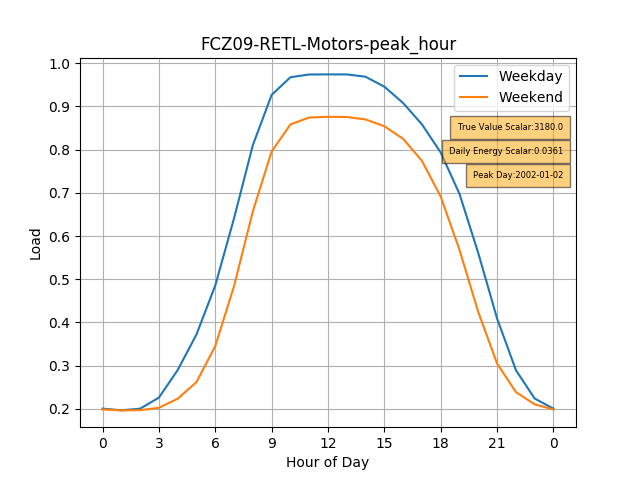 FCZ09-RETL-Motors-peak_hour
1.0
0.9
0.8
0.7
0.6
0.5
0.4
0.3
0.2
Load
Weekday
Weekend
True Value Scalar:3180.0
Daily Energy Scalar:0.0361
Peak Day:2002-01-02
0 3 6 9 12 15 18 21 0
Hour of Day